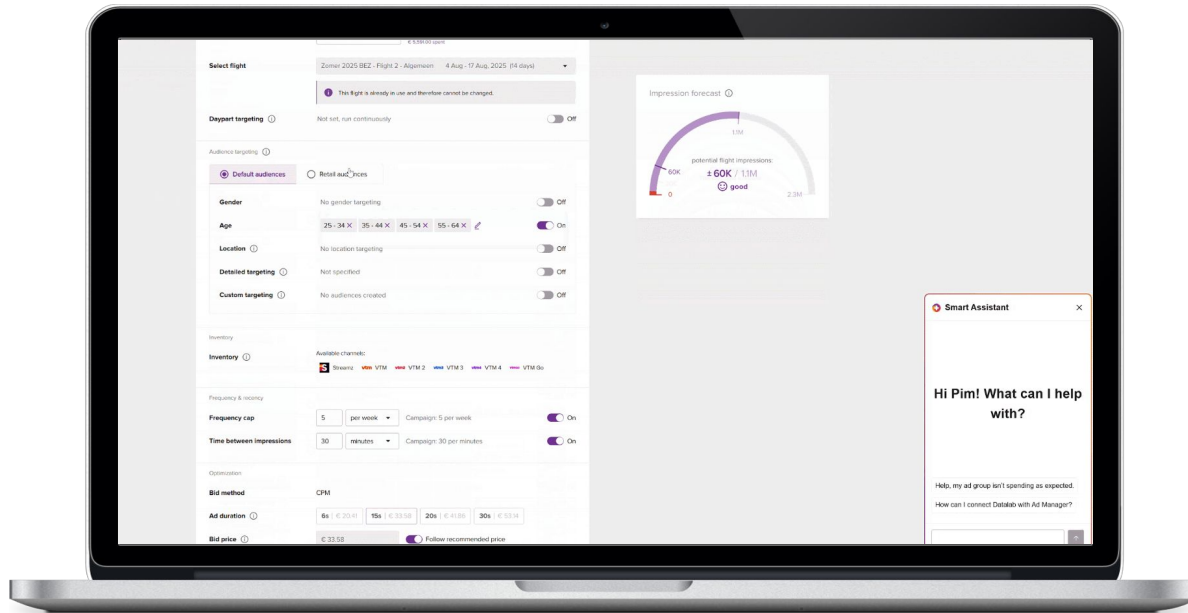 € 5,591.00 spent
Select flight
Zomer 2025 BEZ - Flight 2 - Algemeen 4 Aug - 17 Aug, 2025 (14 days)
This flight is already in use and therefore cannot be changed.
Daypart targeting
Not set, run continuously
Off
Audience targeting
Default audiences
Retail audiences
Gender
No gender targeting
Off
Age
25 - 34 × 35 - 44 × 45 - 54 × 55 - 64 ×
On
Location
No location targeting
Off
Detailed targeting
Not specified
Off
Custom targeting
No audiences created
Off
Inventory
Inventory
Available channels:
S Streamz vtm VTM vtm2 VTM 2 vtm3 VTM 3 vtm4 VTM 4 VTM Go
Frequency & recency
Frequency cap
5 per week
Campaign: 5 per week
On
Time between impressions
30 minutes
Campaign: 30 per minutes
On
Optimization
Bid method
CPM
Ad duration
6s | € 20.41 15s | € 33.58 20s | € 41.86 30s | € 52.14
Bid price
€ 33.58
Follow recommended price
Impression forecast
1.1M
60K
0
2.3M
potential flight impressions:
± 60K / 1.1M
good
Smart Assistant
Hi Pim! What can I help
with?
Help, my ad group isn't spending as expected.
How can I connect Datalab with Ad Manager?